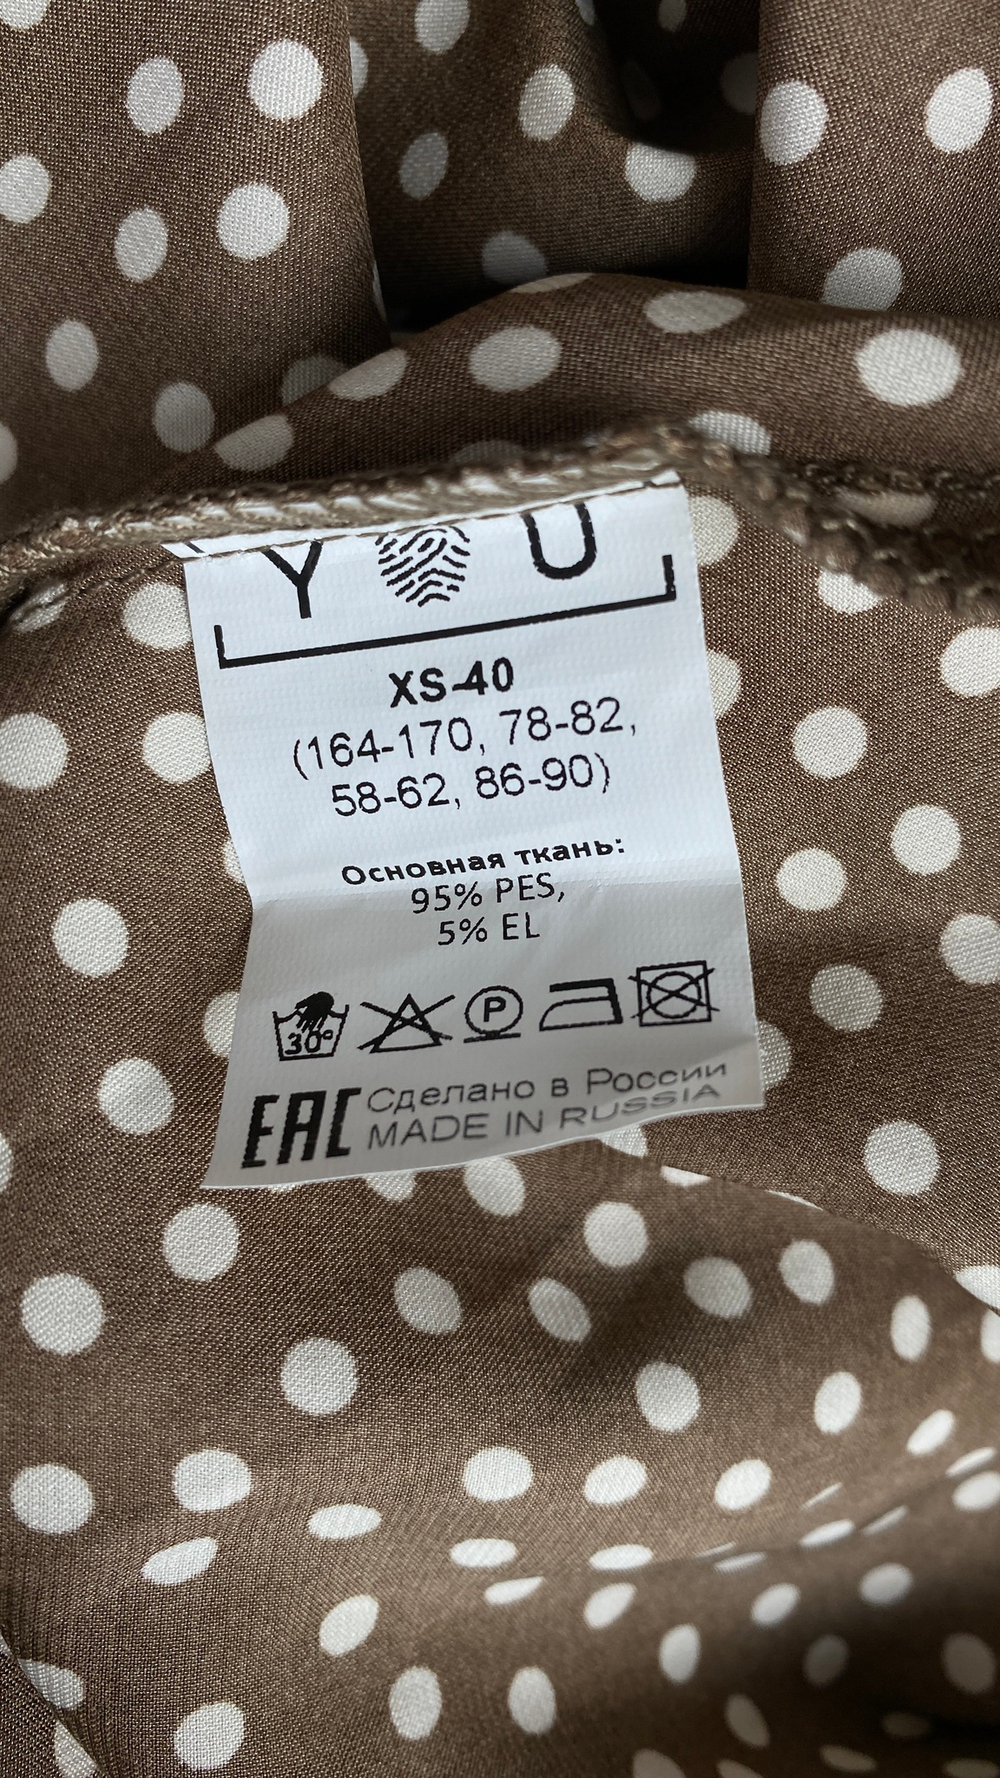 YOU
XS-40
(164-170, 78-82,
58-62, 86-90)
Основная ткань:
95% PES,
5% EL
30°
P
EAC
Сделано в России
MADE IN RUSSIA